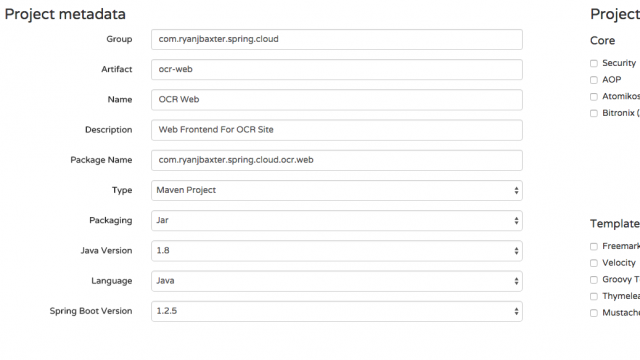 Project metadata
Group com.ryanjbaxter.spring.cloud
Artifact ocr-web
Name OCR Web
Description Web Frontend For OCR Site
Package Name com.ryanjbaxter.spring.cloud.ocr.web
Type Maven Project
Packaging Jar
Java Version 1.8
Language Java
Spring Boot Version 1.2.5
Project
Core
Security
AOP
Atomikos
Bitronix (
Template
Freemark
Velocity
Groovy T
Thymelea
Mustache